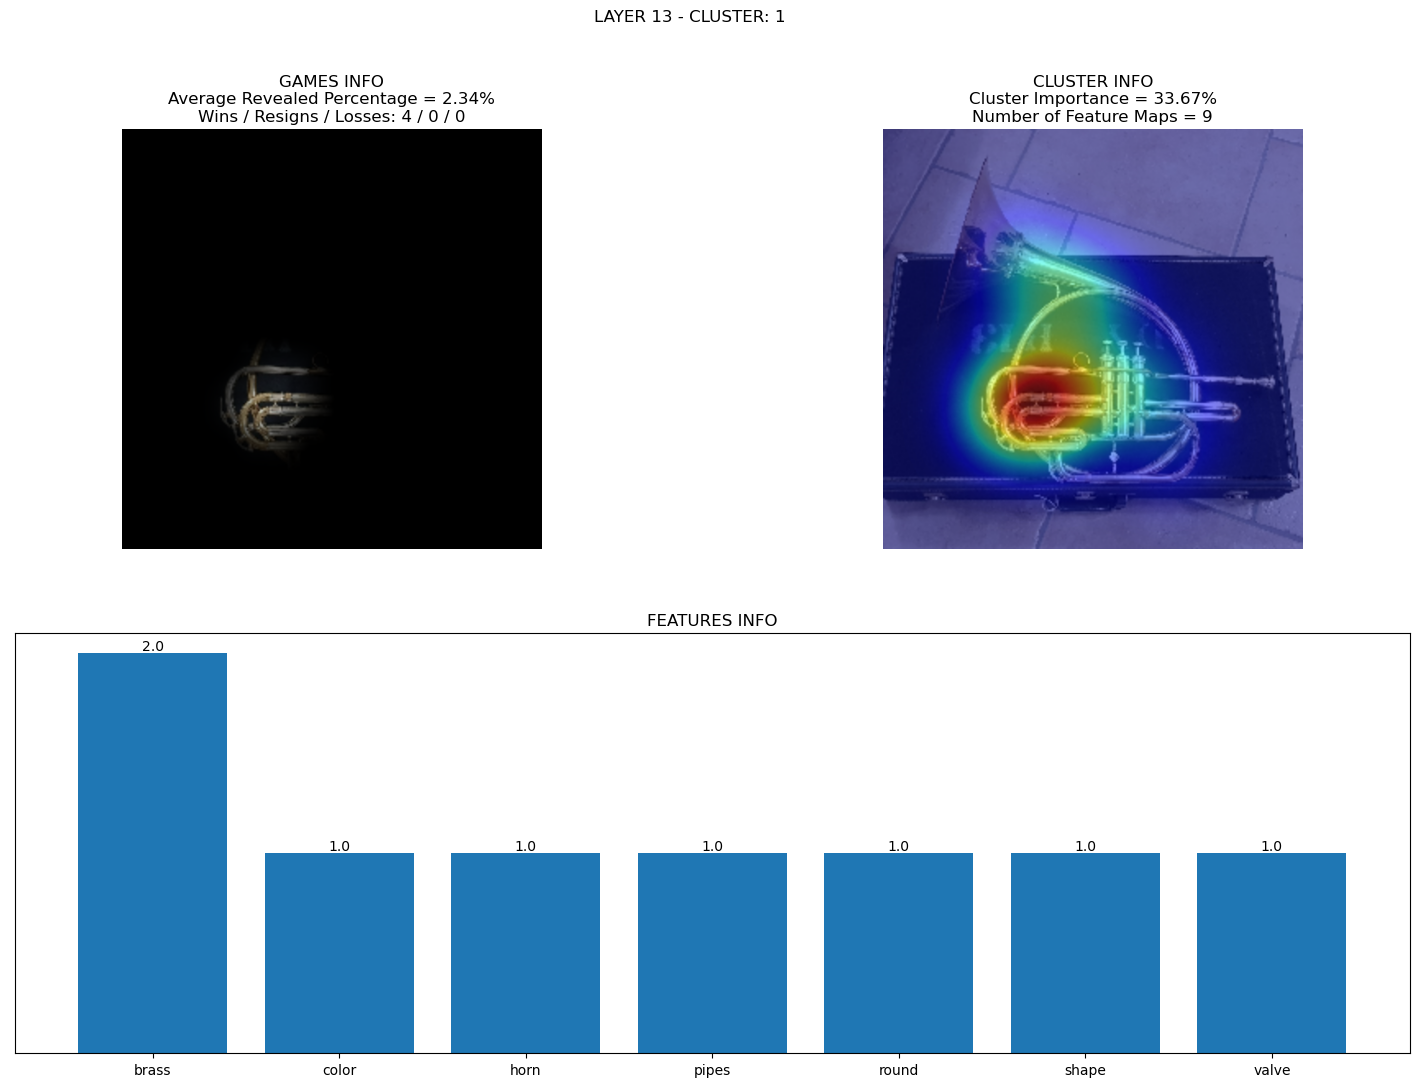 LAYER 13 - CLUSTER: 1
GAMES INFO
Average Revealed Percentage = 2.34%
Wins / Resigns / Losses: 4 / 0 / 0
CLUSTER INFO
Cluster Importance = 33.67%
Number of Feature Maps = 9
FEATURES INFO
2.0
1.0
1.0
1.0
1.0
1.0
1.0
brass
color
horn
pipes
round
shape
valve